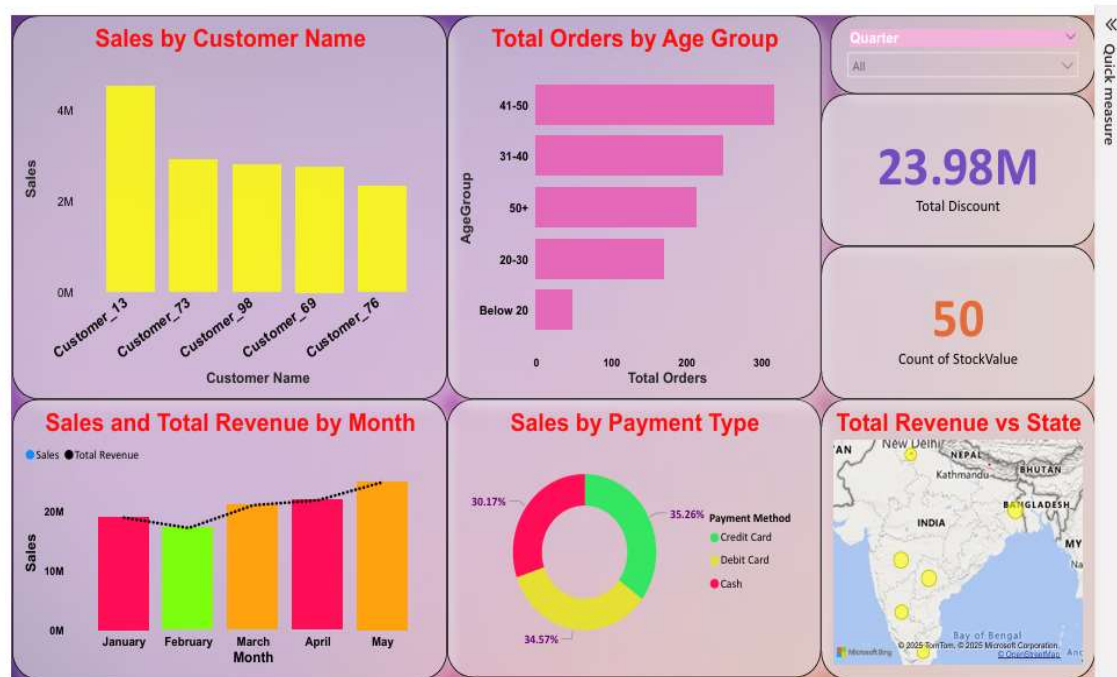 Sales by Customer Name
4M
2M
0M
Sales
Customer_13
Customer_73
Customer_98
Customer_69
Customer_76
Customer Name
Total Orders by Age Group
AgeGroup
41-50
31-40
50+
20-30
Below 20
0
100
200
300
Total Orders
Quarter
All
23.98M
Total Discount
50
Count of StockValue
Quick measure
Sales and Total Revenue by Month
Sales
Total Revenue
20M
10M
0M
Sales
January
February
March
April
May
Month
Sales by Payment Type
30.17%
35.26%
34.57%
Payment Method
Credit Card
Debit Card
Cash
Total Revenue vs State
AN
New Delhi
NEPAL
Kathmandu
BHUTAN
BANGLADESH
INDIA
MY
Na
Bay of Bengal
Microsoft Bing
© 2025 TomTom, © 2025 Microsoft Corporation,
© OpenStreetMap